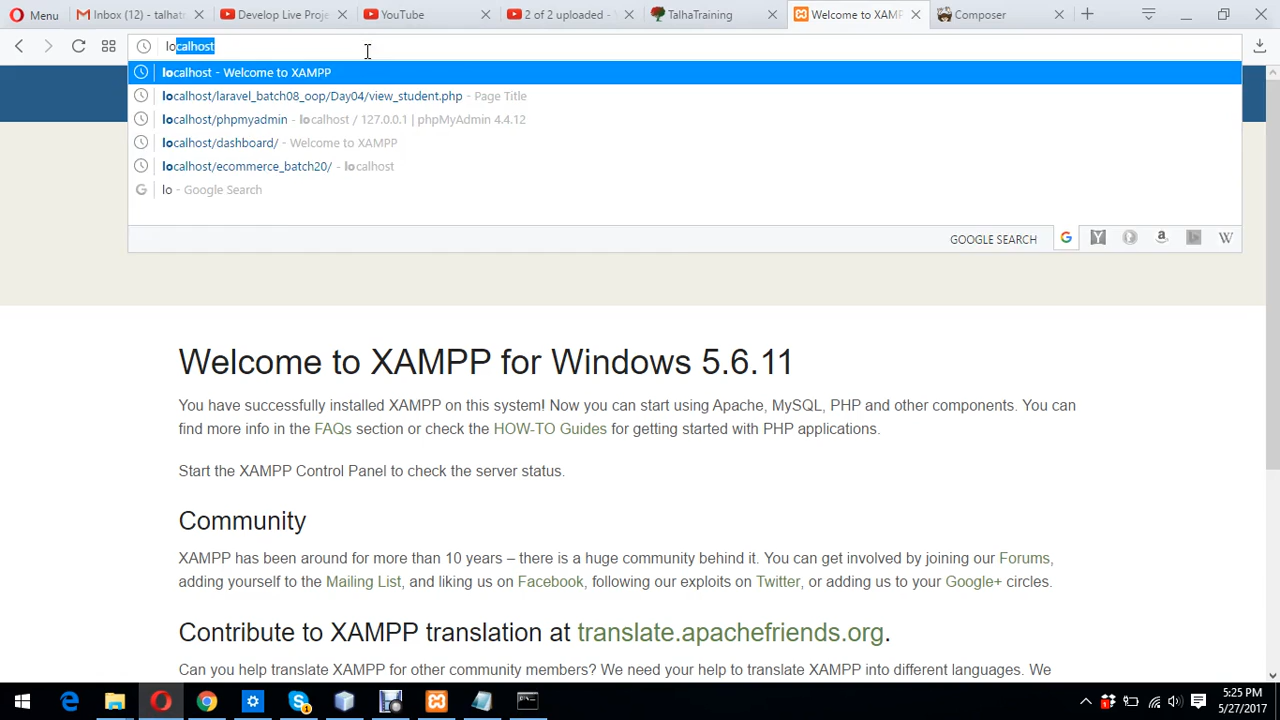 Menu
Inbox (12) - talhatr
Develop Live Proje
YouTube
2 of 2 uploaded -
TalhaTraining
Welcome to XAMP
Composer
localhost
localhost - Welcome to XAMPP
localhost/laravel_batch08_oop/Day04/view_student.php - Page Title
localhost/phpmyadmin - localhost / 127.0.0.1 | phpMyAdmin 4.4.12
localhost/dashboard/ - Welcome to XAMPP
localhost/ecommerce_batch20/ - localhost
lo - Google Search
GOOGLE SEARCH
Welcome to XAMPP for Windows 5.6.11
You have successfully installed XAMPP on this system! Now you can start using Apache, MySQL, PHP and other components. You can
find more info in the FAQs section or check the HOW-TO Guides for getting started with PHP applications.
Start the XAMPP Control Panel to check the server status.
Community
XAMPP has been around for more than 10 years – there is a huge community behind it. You can get involved by joining our Forums,
adding yourself to the Mailing List, and liking us on Facebook, following our exploits on Twitter, or adding us to your Google+ circles.
Contribute to XAMPP translation at translate.apachefriends.org.
Can you help translate XAMPP for other community members? We need your help to translate XAMPP into different languages. We
5:25 PM
5/27/2017